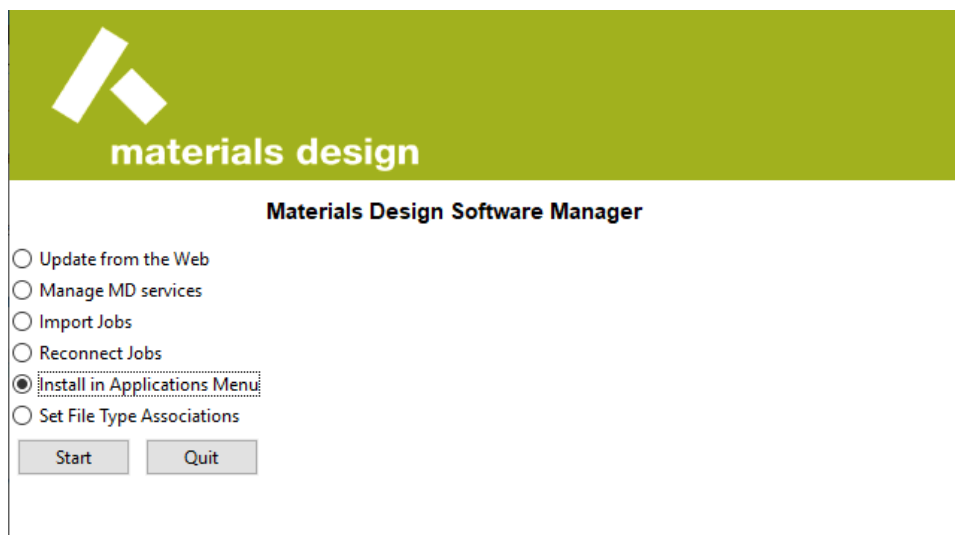 materials design
Materials Design Software Manager
Update from the Web
Manage MD services
Import Jobs
Reconnect Jobs
Install in Applications Menu
Set File Type Associations
Start Quit